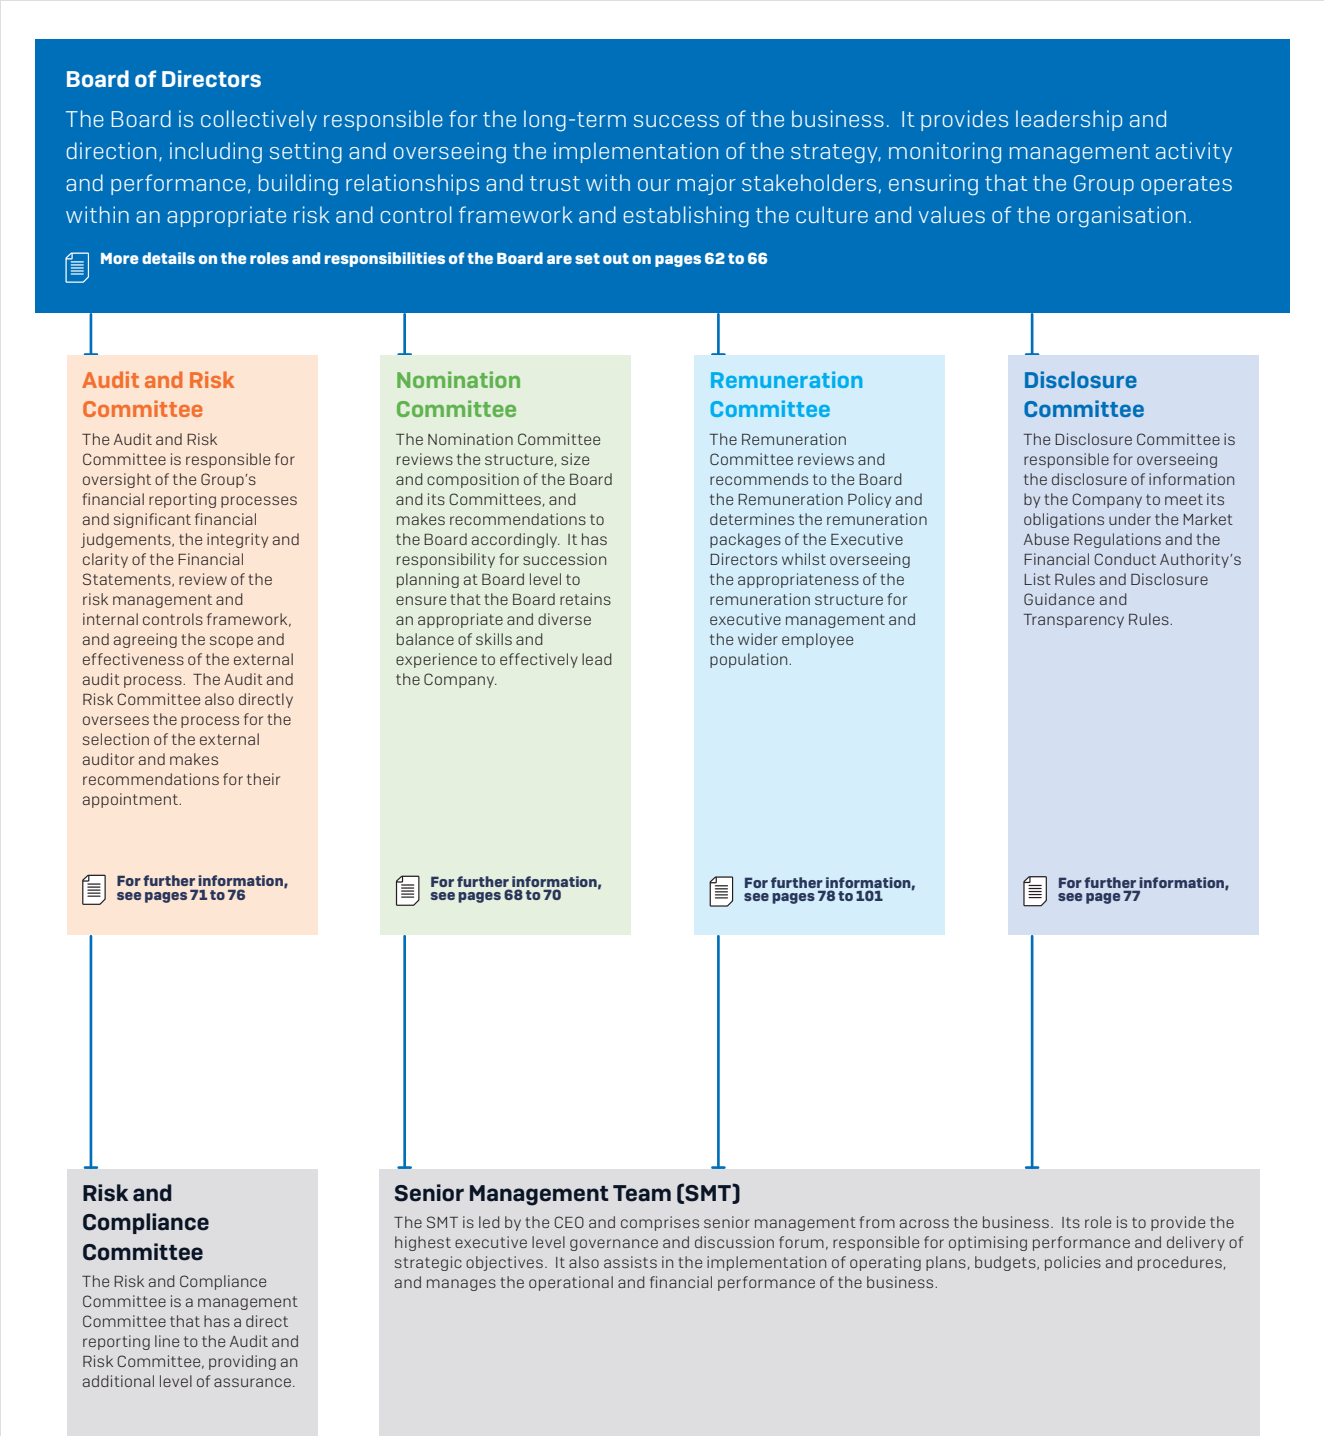 Board of Directors
The Board is collectively responsible for the long-term success of the business.  It provides leadership and
direction, including setting and overseeing the implementation of the strategy, monitoring management activity
and performance, building relationships and trust with our major stakeholders, ensuring that the Group operates
within an appropriate risk and control framework and establishing the culture and values of the organisation.
More details on the roles and responsibilities of the Board are set out on pages 62 to 66
Audit and Risk
Committee
The Audit and Risk
Committee is responsible for
oversight of the Group's
financial reporting processes
and significant financial
judgements, the integrity and
clarity of the Financial
Statements, review of the
risk management and
internal controls framework,
and agreeing the scope and
effectiveness of the external
audit process.  The Audit and
Risk Committee also directly
oversees the process for the
selection of the external
auditor and makes
recommendations for their
appointment.
For further information,
see pages 71 to 76
Nomination
Committee
The Nomination Committee
reviews the structure, size
and composition of the Board
and its Committees, and
makes recommendations to
the Board accordingly.  It has
responsibility for succession
planning at Board level to
ensure that the Board retains
an appropriate and diverse
balance of skills and
experience to effectively lead
the Company.
For further information,
see pages 68 to 70
Remuneration
Committee
The Remuneration
Committee reviews and
recommends to the Board
the Remuneration Policy and
determines the remuneration
packages of the Executive
Directors whilst overseeing
the appropriateness of the
remuneration structure for
executive management and
the wider employee
population.
For further information,
see pages 78 to 101
Disclosure
Committee
The Disclosure Committee is
responsible for overseeing
the disclosure of information
by the Company to meet its
obligations under the Market
Abuse Regulations and the
Financial Conduct Authority's
List Rules and Disclosure
Guidance and
Transparency Rules.
For further information,
see page 77
Risk and
Compliance
Committee
The Risk and Compliance
Committee is a management
Committee that has a direct
reporting line to the Audit and
Risk Committee, providing an
additional level of assurance.
Senior Management Team (SMT)
The SMT is led by the CEO and comprises senior management from across the business.  Its role is to provide the
highest executive level governance and discussion forum, responsible for optimising performance and delivery of
strategic objectives.  It also assists in the implementation of operating plans, budgets, policies and procedures,
and manages the operational and financial performance of the business.